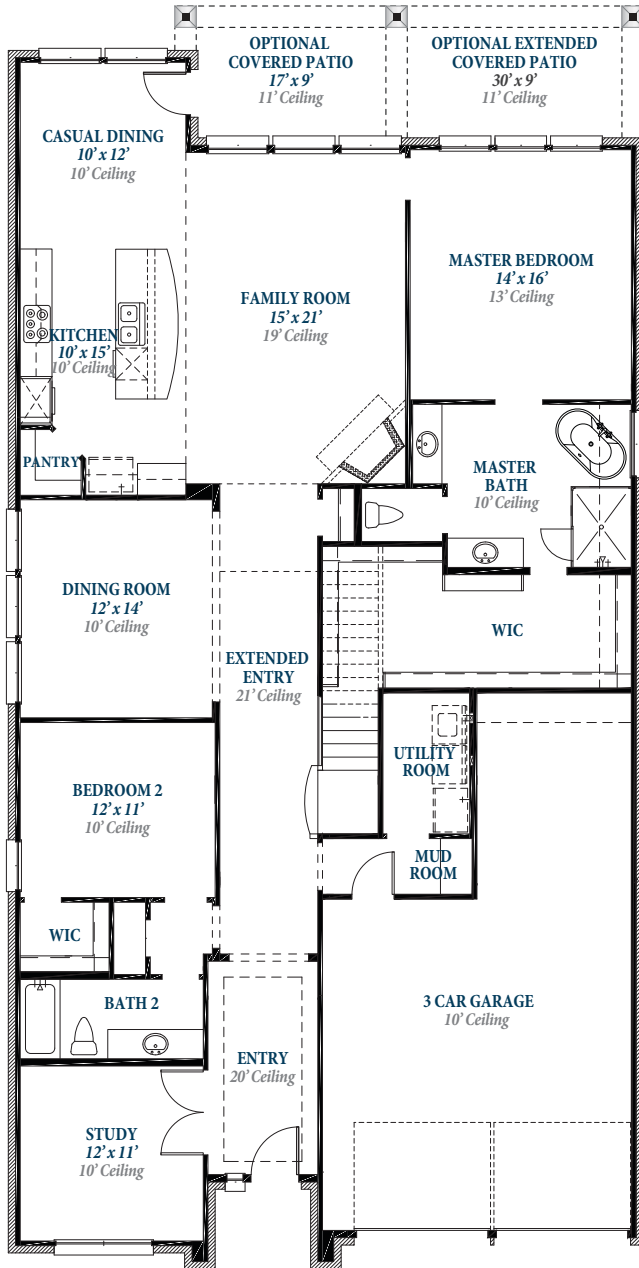 OPTIONAL
COVERED PATIO
17' x 9'
11' Ceiling
OPTIONAL EXTENDED
COVERED PATIO
30' x 9'
11' Ceiling
CASUAL DINING
10' x 12'
10' Ceiling
MASTER BEDROOM
14' x 16'
13' Ceiling
FAMILY ROOM
15' x 21'
19' Ceiling
KITCHEN
10' x 15'
10' Ceiling
PANTRY
MASTER
BATH
10' Ceiling
DINING ROOM
12' x 14'
10' Ceiling
WIC
EXTENDED
ENTRY
21' Ceiling
UTILITY
ROOM
BEDROOM 2
12' x 11'
10' Ceiling
MUD
ROOM
WIC
BATH 2
3 CAR GARAGE
10' Ceiling
ENTRY
20' Ceiling
STUDY
12' x 11'
10' Ceiling